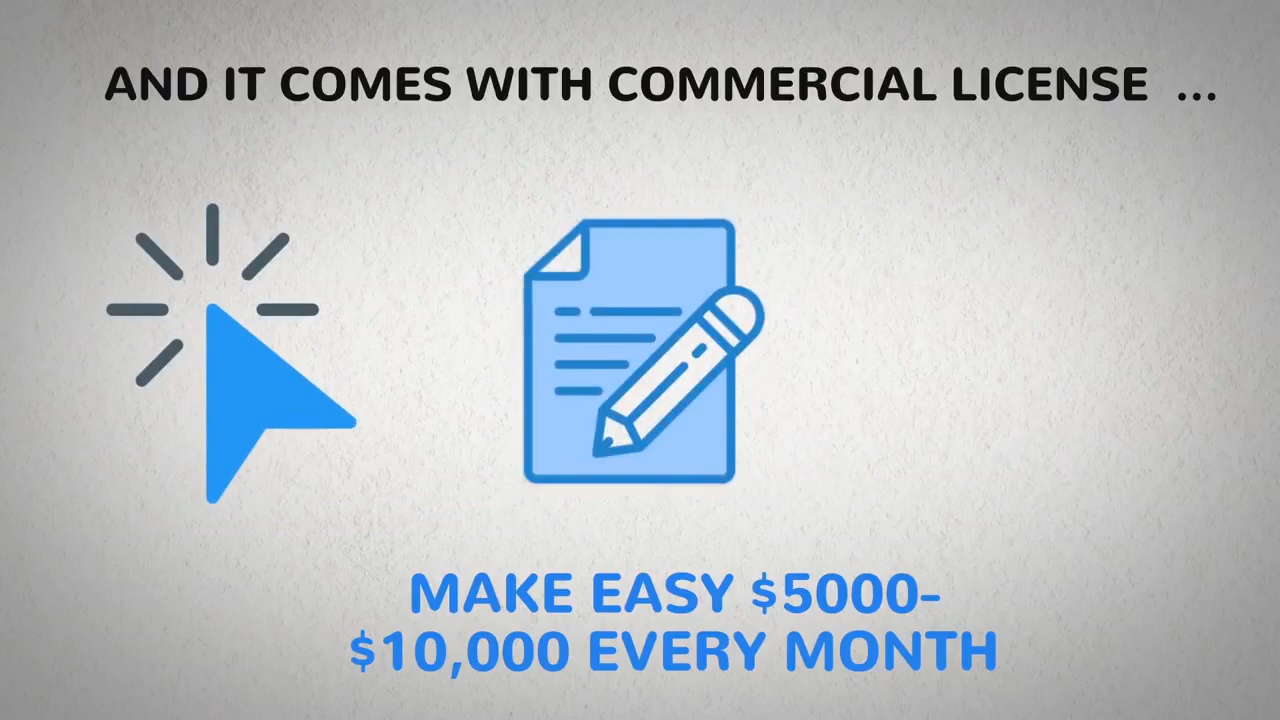 AND IT COMES WITH COMMERCIAL LICENSE ...
MAKE EASY $5000-
$10,000 EVERY MONTH